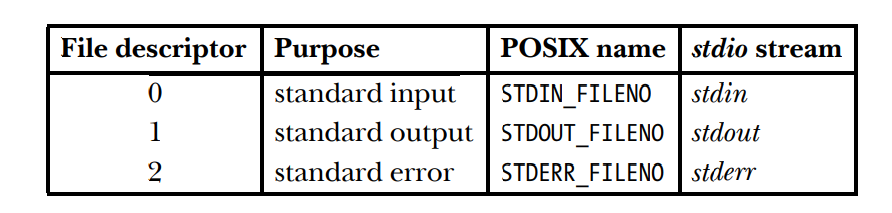 File descriptor Purpose POSIX name stdio stream
0 standard input STDIN_FILENO stdin
1 standard output STDOUT_FILENO stdout
2 standard error STDERR_FILENO stderr